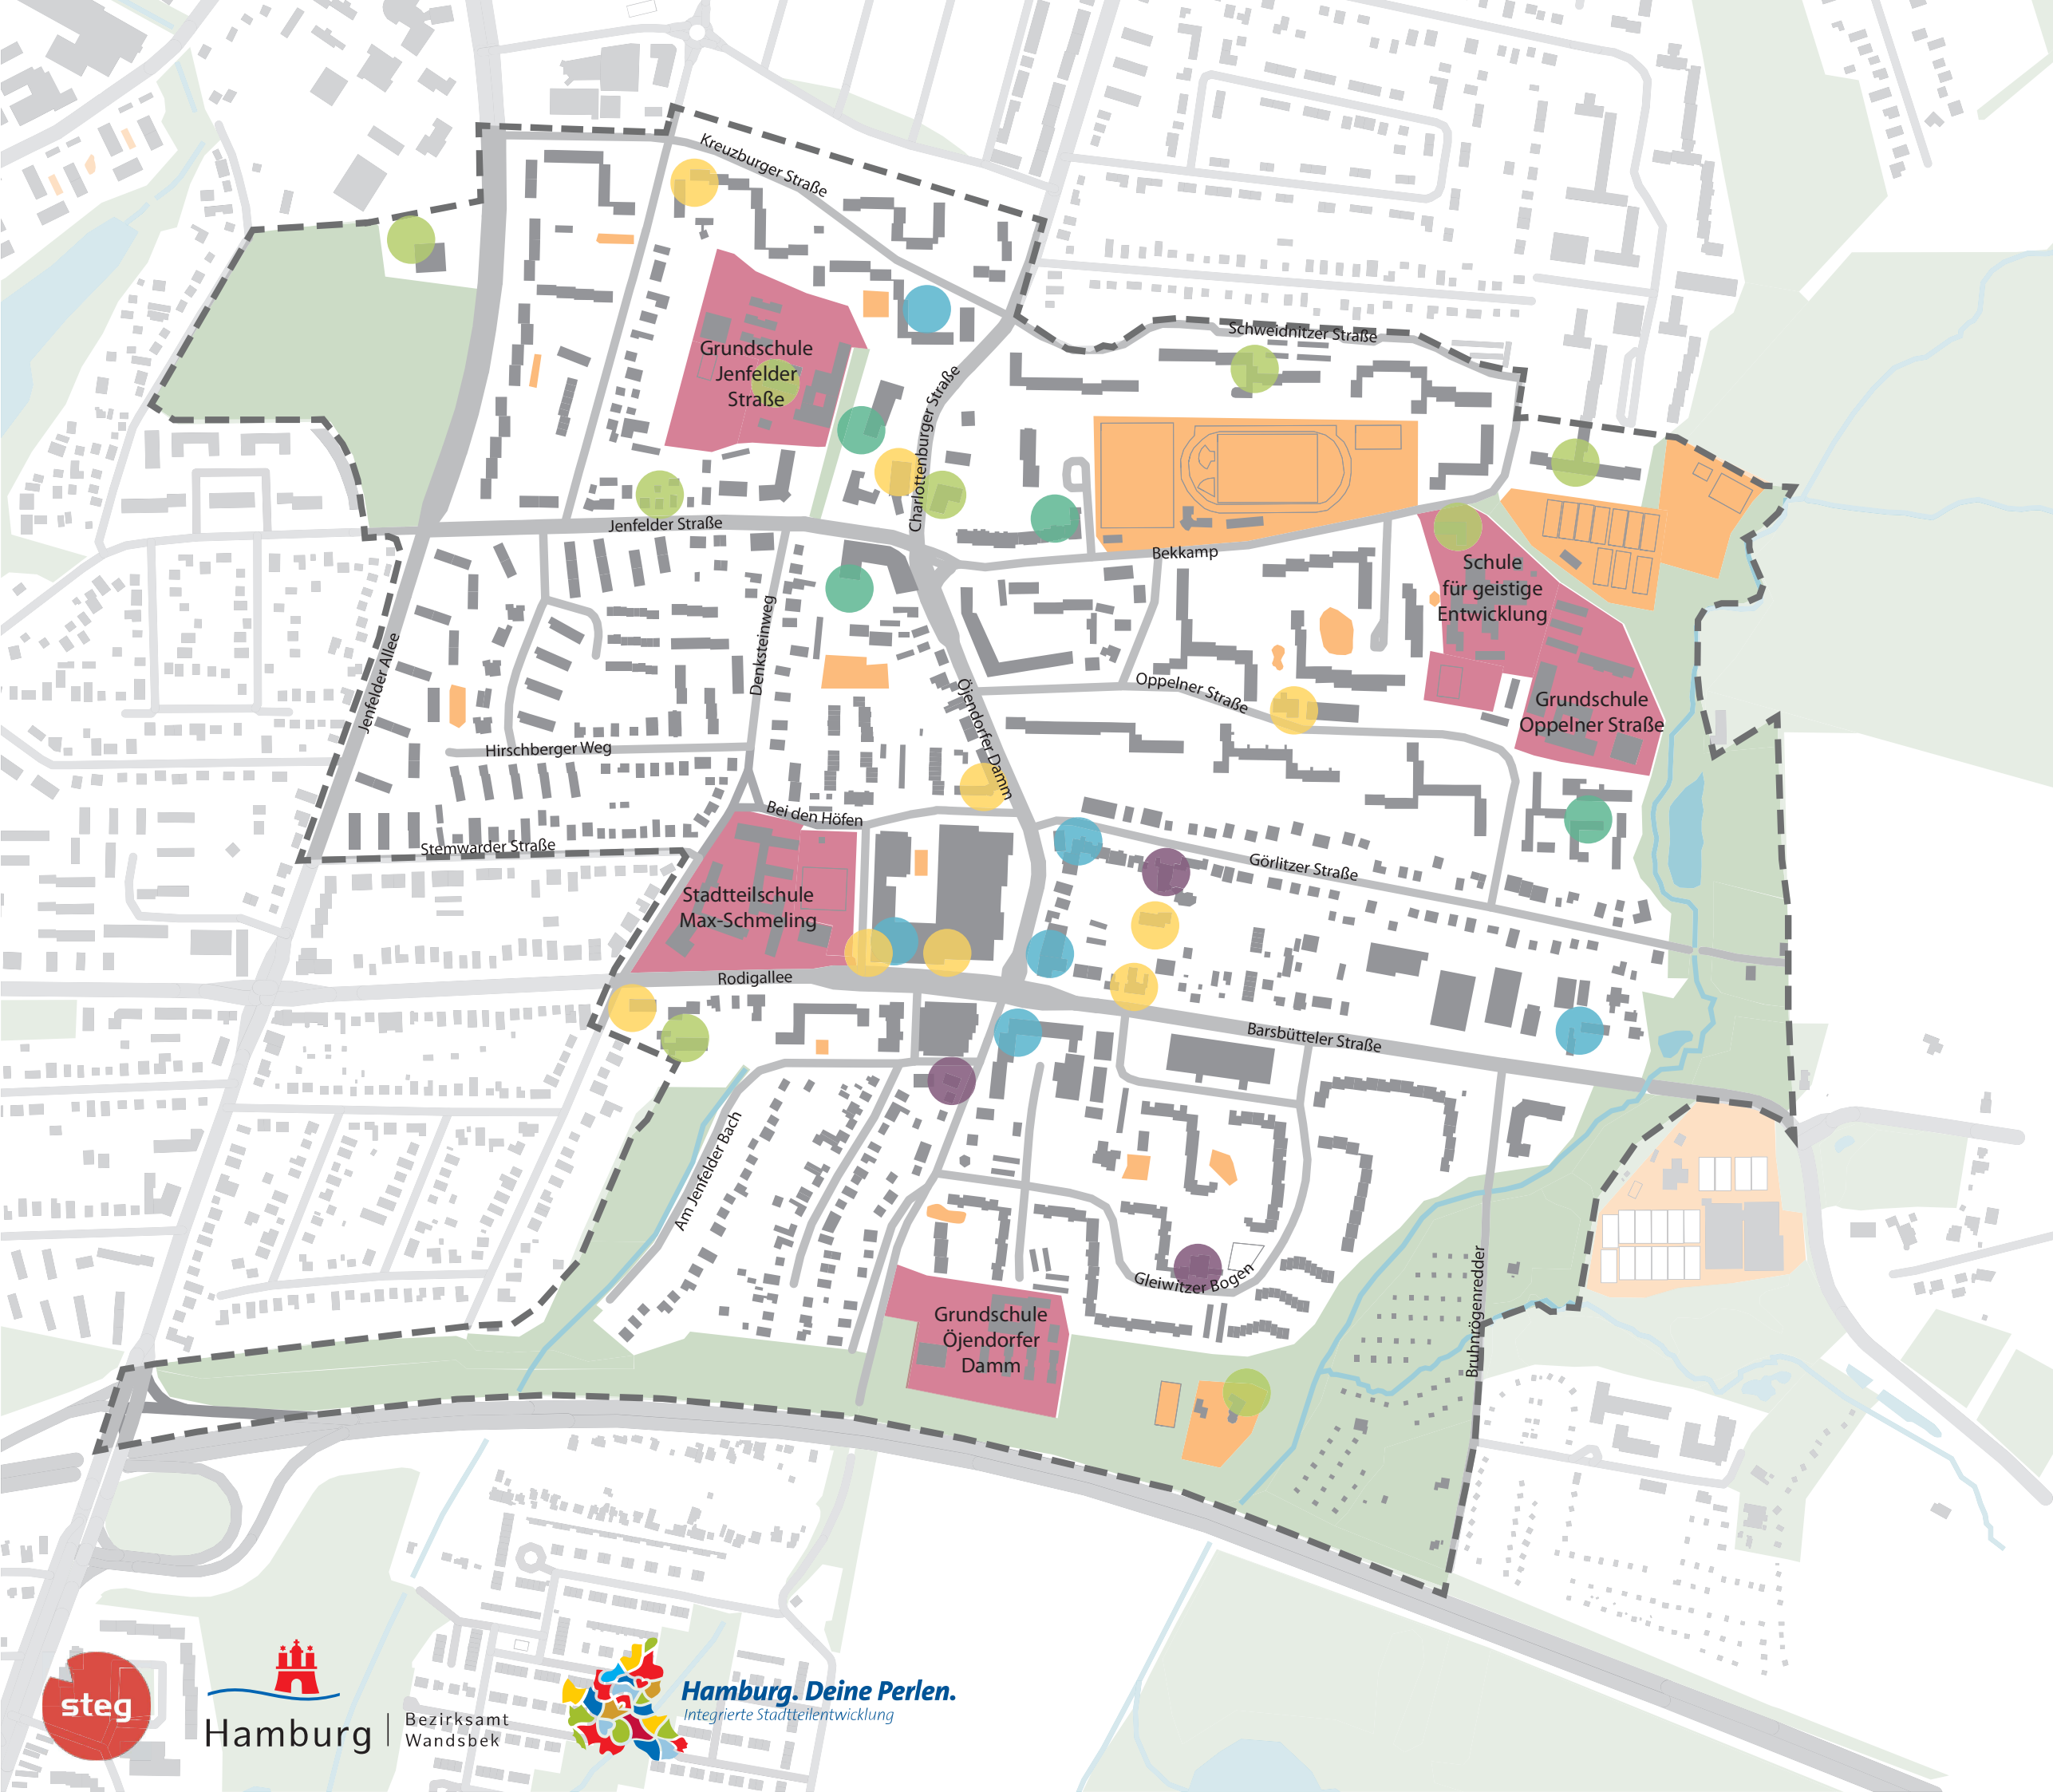 Kreuzburger Straße
Schweidnitzer Straße
Grundschule
Jenfelder
Straße
Charlottenburger Straße
Jenfelder Straße
Bekkamp
Schule
für geistige
Entwicklung
Denksteinweg
Jenfelder Allee
Öjendorfer Damm
Oppelner Straße
Grundschule
Oppelner Straße
Hirschberger Weg
Bei den Höfen
Stemwarder Straße
Görlitzer Straße
Stadtteilschule
Max-Schmeling
Rodigallee
Barsbütteler Straße
Am Jenfelder Bach
Gleiwitzer Bogen
Bruhnrögenredder
Grundschule
Öjendorfer
Damm
steg
Hamburg
Bezirksamt
Wandsbek
Hamburg. Deine Perlen.
Integrierte Stadtteilentwicklung